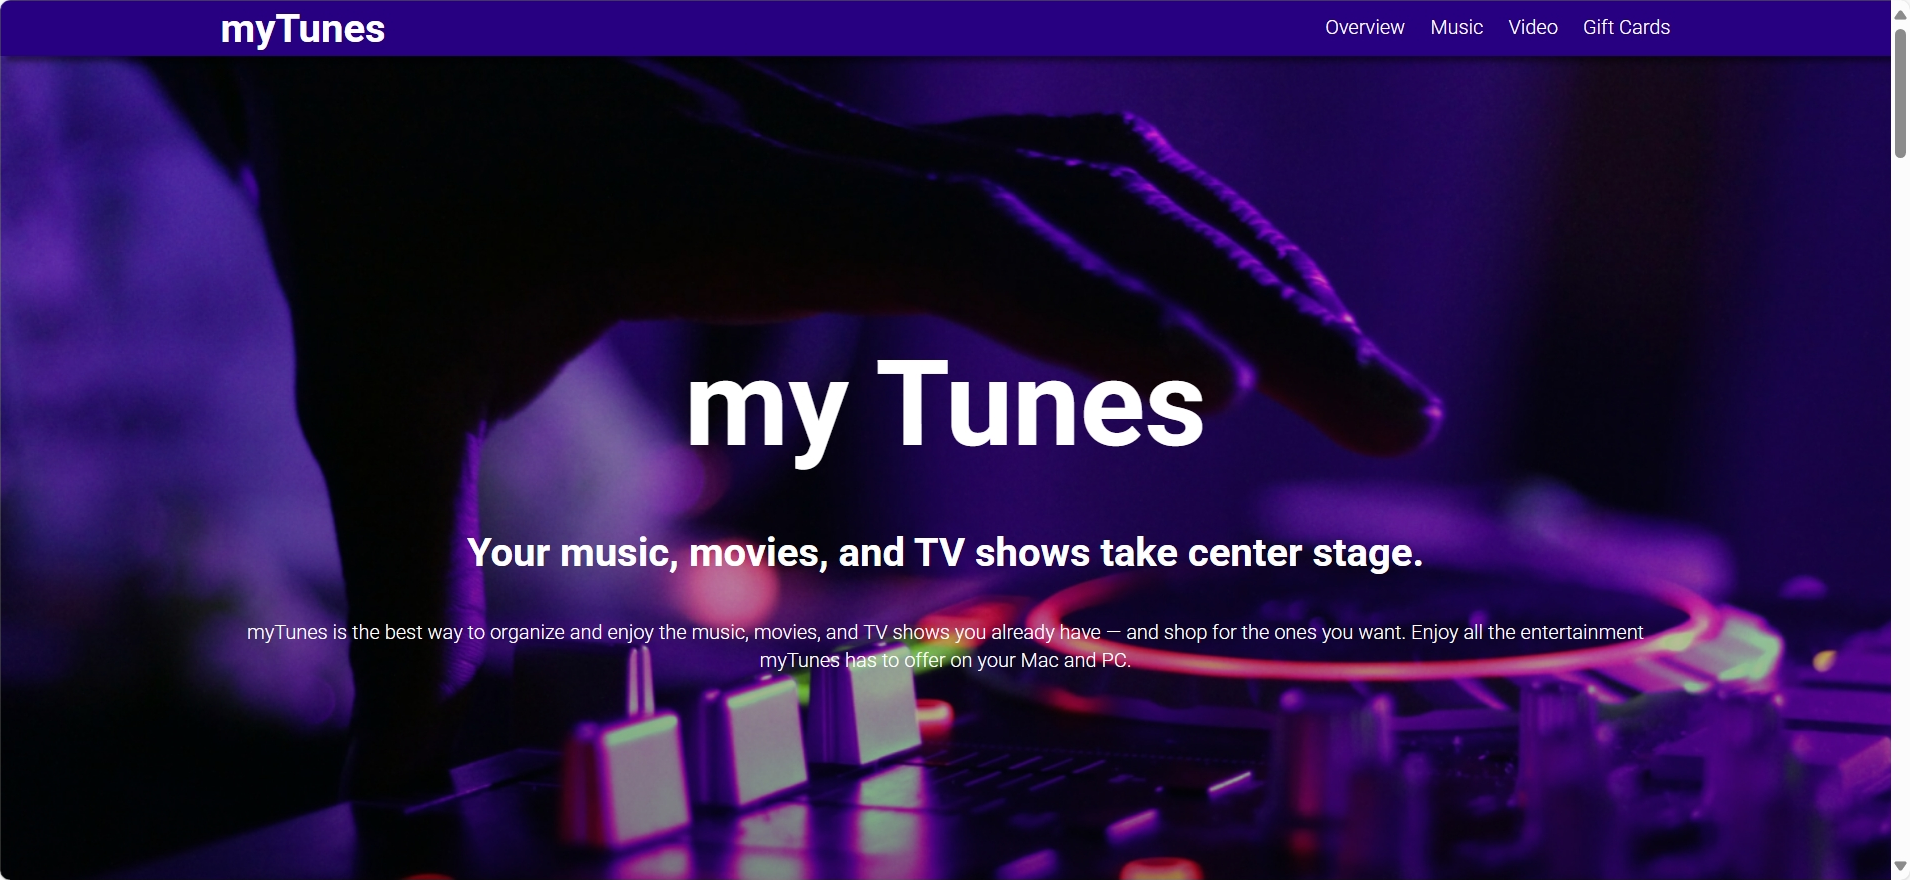 myTunes
Overview Music Video Gift Cards
my Tunes
Your music, movies, and TV shows take center stage.
myTunes is the best way to organize and enjoy the music, movies, and TV shows you already have — and shop for the ones you want. Enjoy all the entertainment
myTunes has to offer on your Mac and PC.